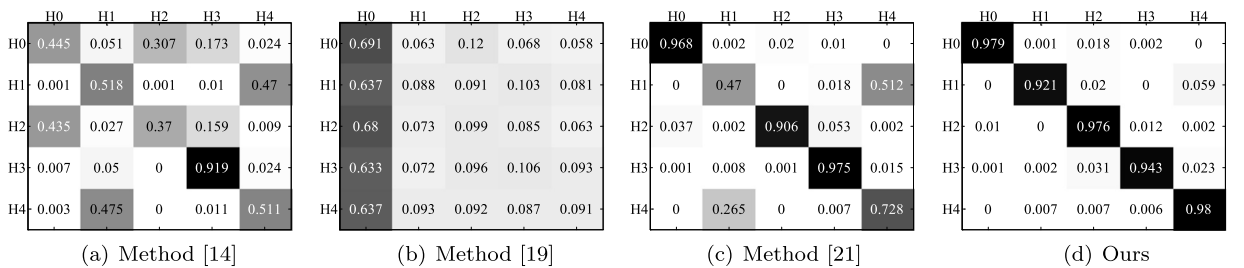 H0 H1 H2 H3 H4
H0 0.445 0.051 0.307 0.173 0.024
H1 0.001 0.518 0.001 0.01 0.47
H2 0.435 0.027 0.37 0.159 0.009
H3 0.007 0.05 0 0.919 0.024
H4 0.003 0.475 0 0.011 0.511
(a) Method [14]
H0 H1 H2 H3 H4
H0 0.691 0.063 0.12 0.068 0.058
H1 0.637 0.088 0.091 0.103 0.081
H2 0.68 0.073 0.099 0.085 0.063
H3 0.633 0.072 0.096 0.106 0.093
H4 0.637 0.093 0.092 0.087 0.091
(b) Method [19]
H0 H1 H2 H3 H4
H0 0.968 0.002 0.02 0.01 0
H1 0 0.47 0 0.018 0.512
H2 0.037 0.002 0.906 0.053 0.002
H3 0.001 0.008 0.001 0.975 0.015
H4 0 0.265 0 0.007 0.728
(c) Method [21]
H0 H1 H2 H3 H4
H0 0.979 0.001 0.018 0.002 0
H1 0 0.921 0.02 0 0.059
H2 0.01 0 0.976 0.012 0.002
H3 0.001 0.002 0.031 0.943 0.023
H4 0 0.007 0.007 0.006 0.98
(d) Ours